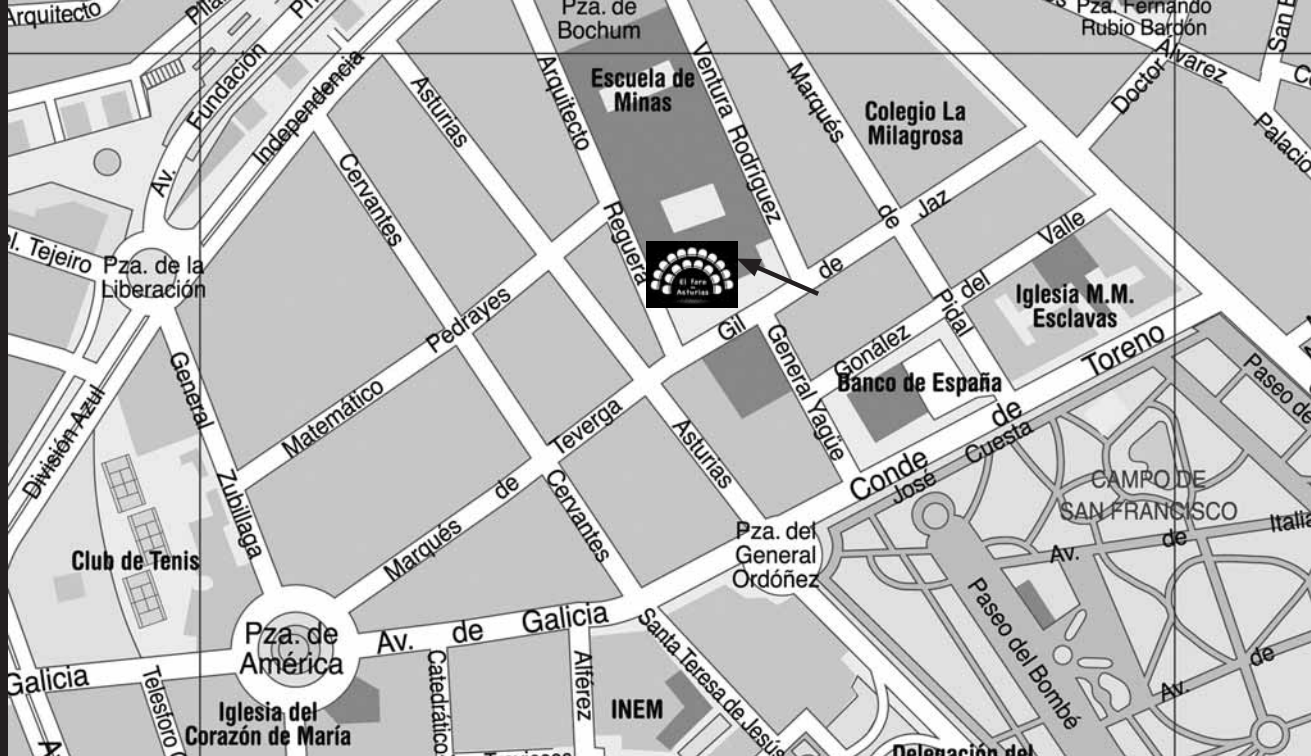 Arquitecto
Pza. de
Bochum
Pza. Fernando
Rubio Bardón
Fundación
Av.
Independencia
Asturias
Arquitecto
Reguera
Escuela de
Minas
Ventura Rodríguez
Marqués
de
Pidal
Colegio La
Milagrosa
Doctor
Alvarez
Palacio
Cervantes
Tejeiro
Pza. de la
Liberación
El faro
de
Asturias
Gil
de
Jaz
Gonález
del
Valle
Iglesia M.M.
Esclavas
Matemático
Pedrayes
General Yagüe
Banco de España
Conde
de
Toreno
José
Cuesta
Paseo de
General
Zubillaga
División Azul
Marqués
de
Teverga
Asturias
Cervantes
CAMPO DE
SAN FRANCISCO
Av.
de
Italia
Club de Tenis
Pza. del
General
Ordóñez
Pza. de
América
Av.
de
Galicia
Galicia
Paseo del Bombé
Av.
de
Telesforo
Iglesia del
Corazón de María
Catedrático
Alférez
INEM
Santa Teresa de Jesús
Delegación del